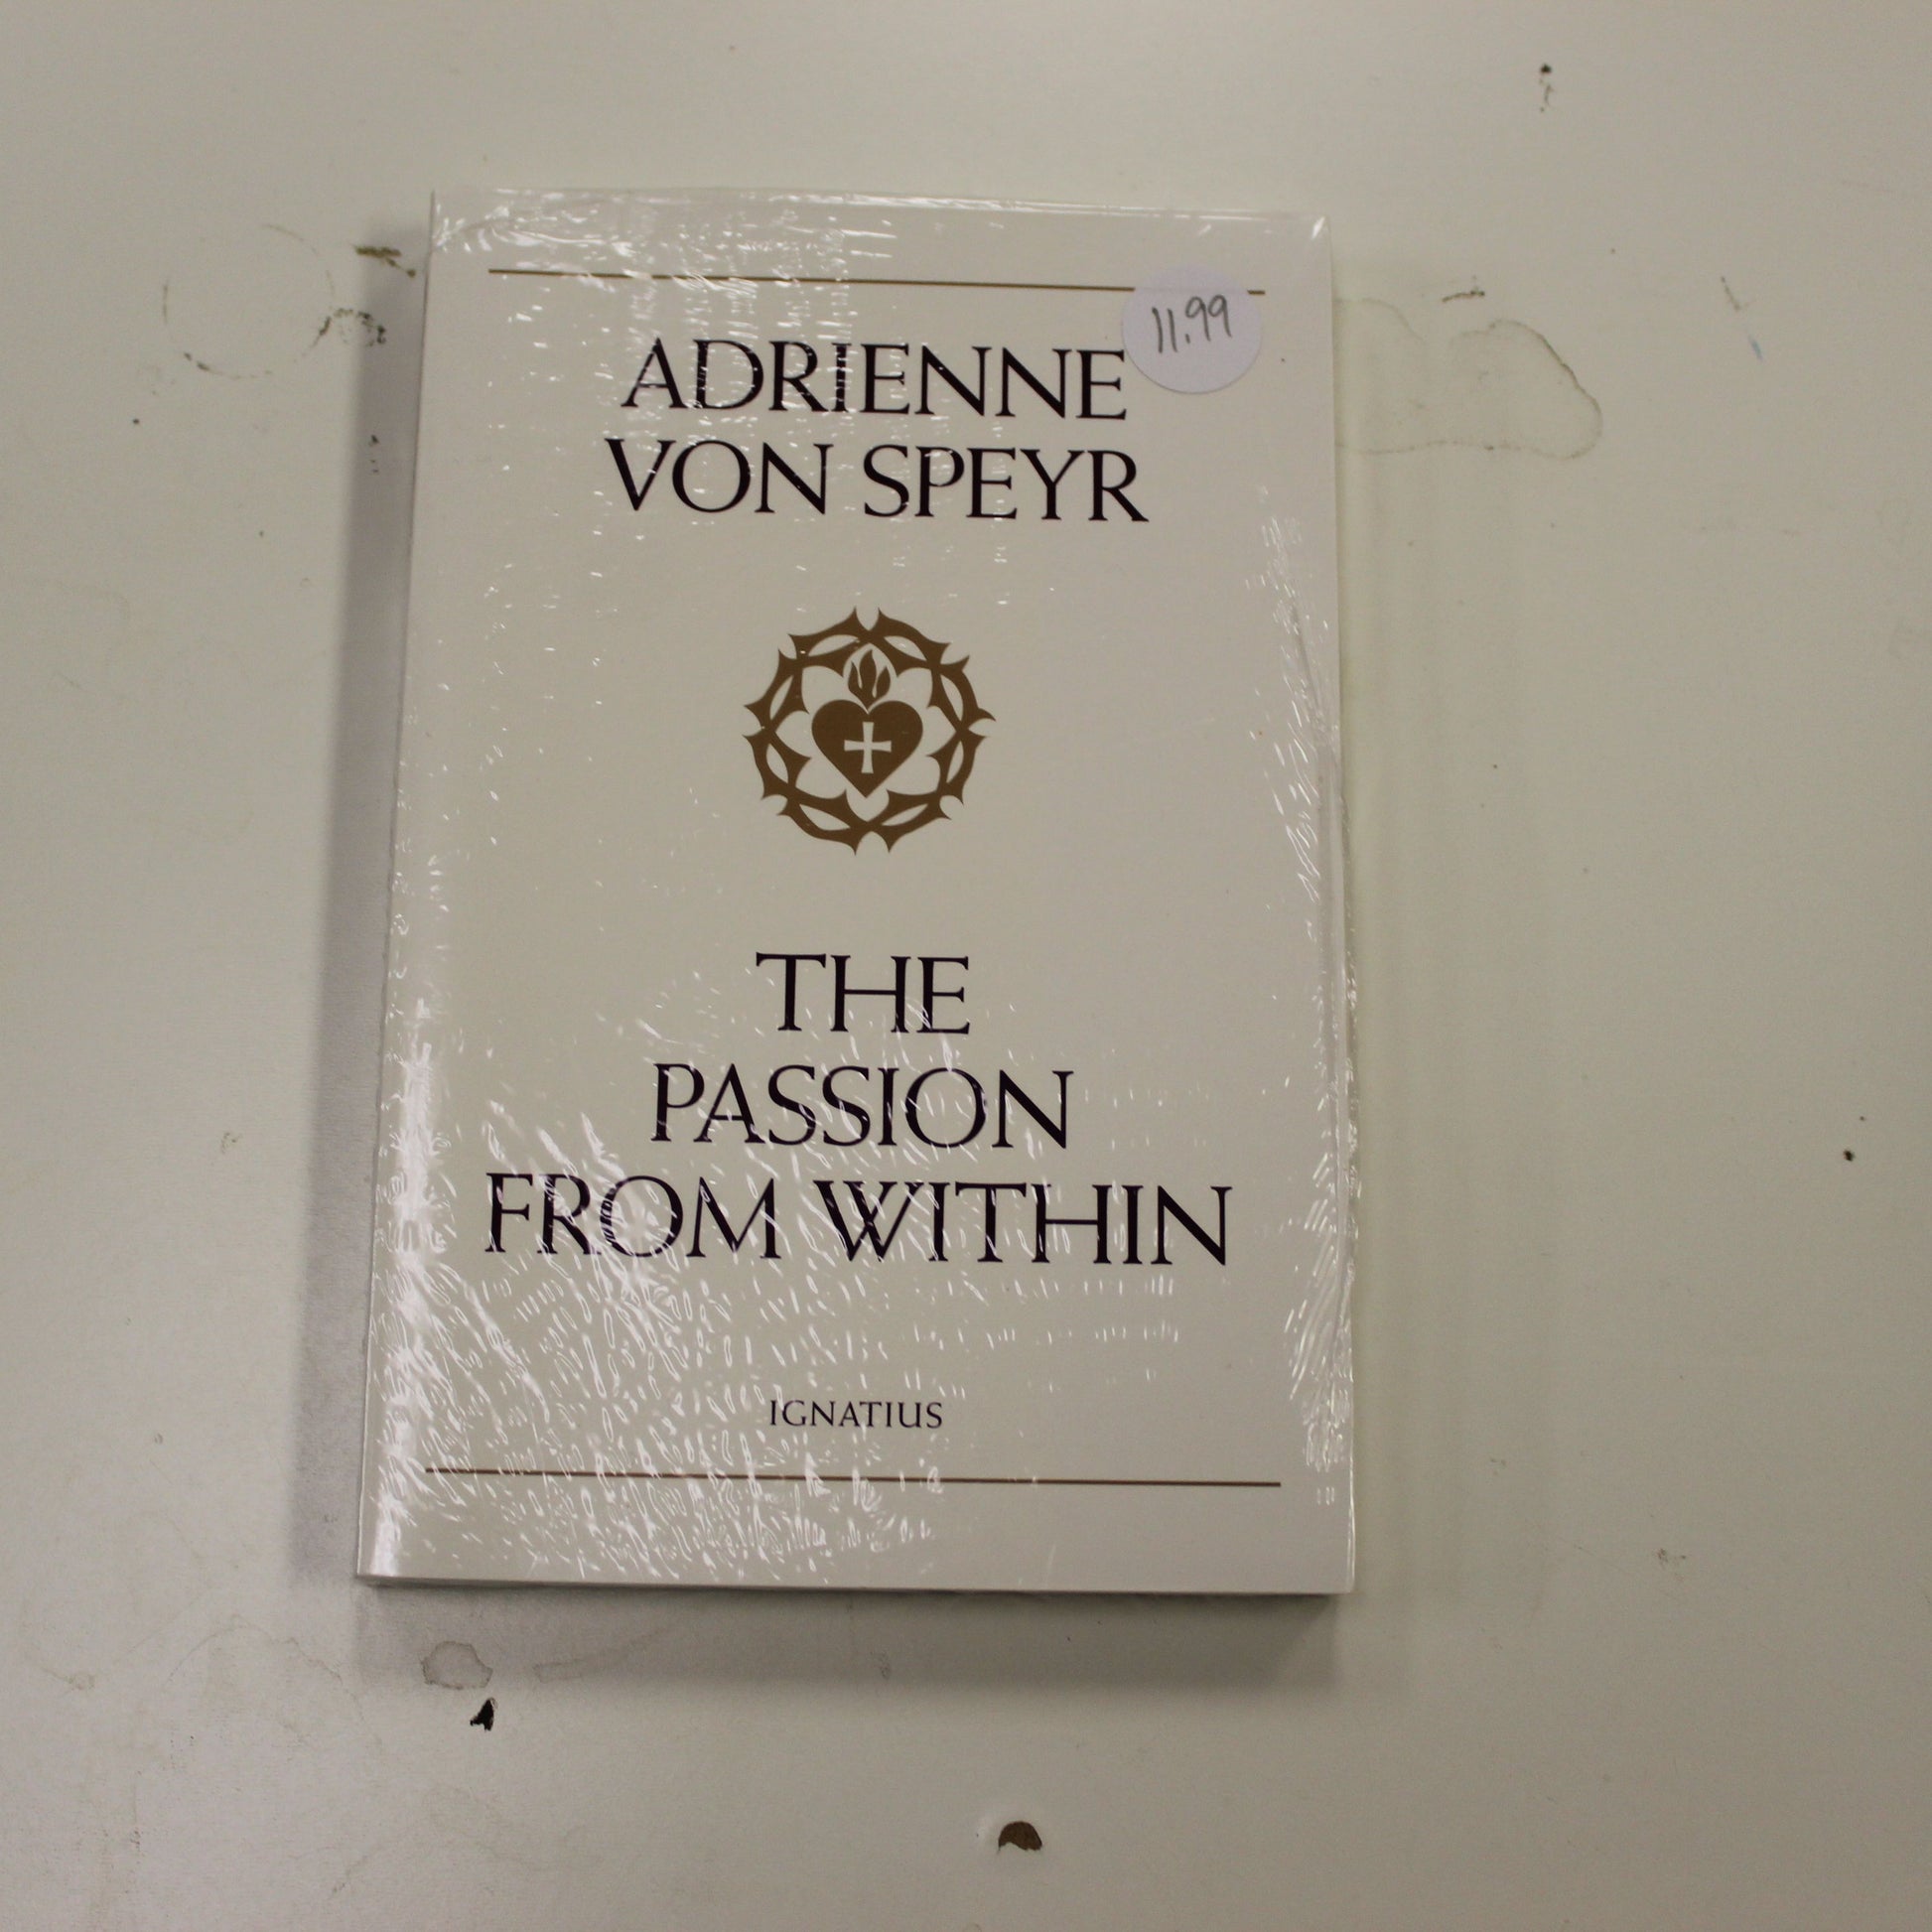 11.99
ADRIENNE
VON SPEYR
THE
PASSION
FROM WITHIN
IGNATIUS